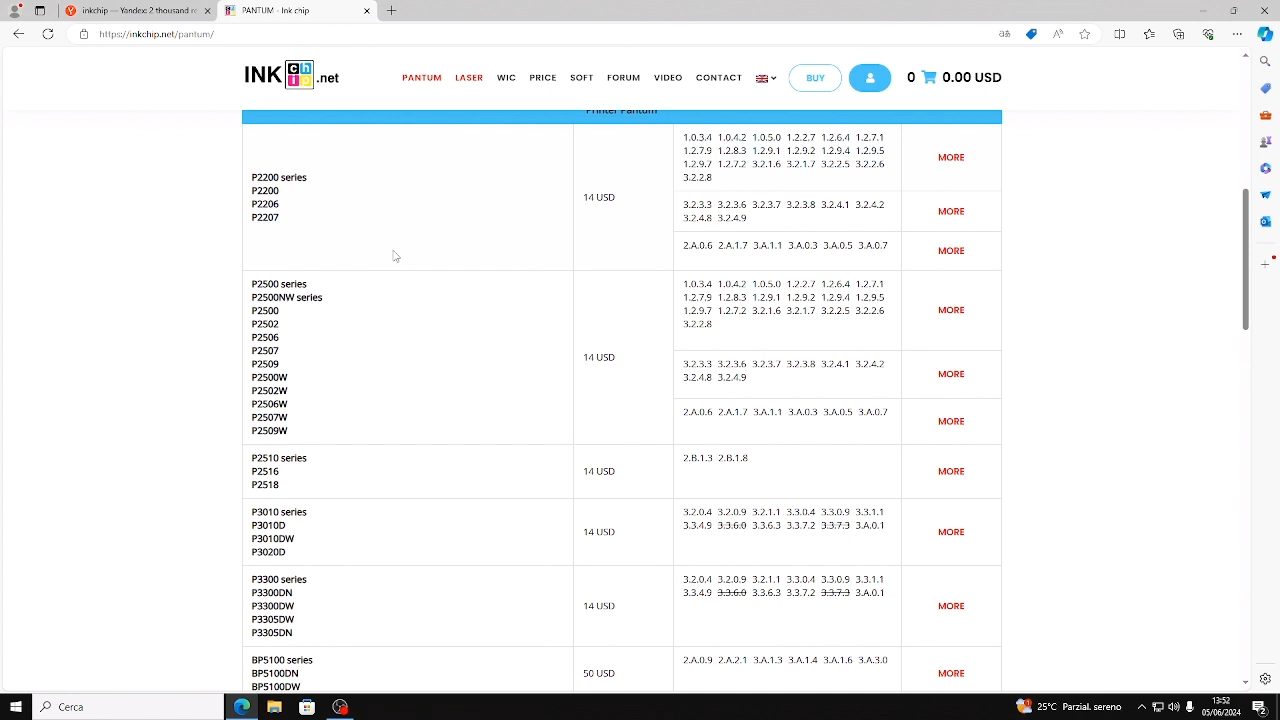 inkchip — Yandex 2 thousand re
PANTUM - Ink chip
https://inkchip.net/pantum/
INK chip .net
PANTUM LASER WIC PRICE SOFT FORUM VIDEO CONTACT BUY 0 0.00 USD
Printer Pantum
P2200 series
P2200
P2206
P2207
14 USD
1.0.3.4 1.0.4.2 1.0.5.0 1.2.2.7 1.2.6.4 1.2.7.1
1.2.7.9 1.2.8.3 1.2.9.1 1.2.9.2 1.2.9.4 1.2.9.5
1.2.9.7 1.2.7.2 3.2.1.6 3.2.1.7 3.2.2.5 3.2.2.6
3.2.2.8
MORE
3.2.3.3 3.2.3.6 3.2.3.7 3.2.3.8 3.2.4.1 3.2.4.2
3.2.4.8 3.2.4.9
MORE
2.A.0.6 2.A.1.7 3.A.1.1 3.A.0.3 3.A.0.5 3.A.0.7
MORE
P2500 series
P2500NW series
P2500
P2502
P2506
P2507
P2509
P2500W
P2502W
P2506W
P2507W
P2509W
14 USD
1.0.3.4 1.0.4.2 1.0.5.0 1.2.2.7 1.2.6.4 1.2.7.1
1.2.7.9 1.2.8.3 1.2.9.1 1.2.9.2 1.2.9.4 1.2.9.5
1.2.9.7 1.2.7.2 3.2.1.6 3.2.1.7 3.2.2.5 3.2.2.6
3.2.2.8
MORE
3.2.3.3 3.2.3.6 3.2.3.7 3.2.3.8 3.2.4.1 3.2.4.2
3.2.4.8 3.2.4.9
MORE
2.A.0.6 2.A.1.7 3.A.1.1 3.A.0.3 3.A.0.5 3.A.0.7
MORE
P2510 series
P2516
P2518
14 USD
2.B.1.3 2.B.1.8
MORE
P3010 series
P3010D
P3010DW
P3020D
14 USD
3.2.0.4 3.2.0.9 3.2.1.1 3.3.0.4 3.3.0.9 3.3.1.1
3.3.4.9 3.3.6.0 3.3.6.3 3.3.7.2 3.3.7.3 3.A.0.1
MORE
P3300 series
P3300DN
P3300DW
P3305DW
P3305DN
14 USD
3.2.0.4 3.2.0.9 3.2.1.1 3.3.0.4 3.3.0.9 3.3.1.1
3.3.4.9 3.3.6.0 3.3.6.3 3.3.7.2 3.3.7.3 3.A.0.1
MORE
BP5100 series
BP5100DN
BP5100DW
50 USD
2.A.0.9 2.A.2.1 3.A.1.3 3.A.1.4 3.A.1.6 3.A.3.0
MORE
Cerca
25°C Parzial. sereno
13:52
05/06/2024